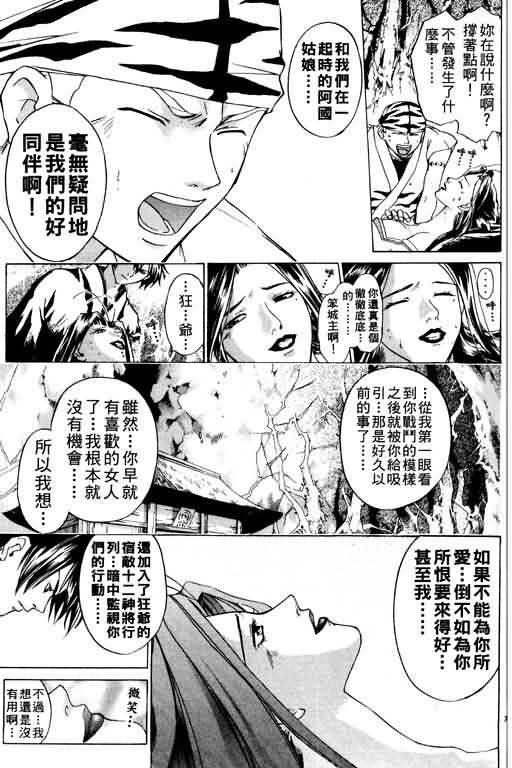 妳在說什麼啊?
撐著點啊!
不管發生了什
麼事……
和我們在一
起時的阿國
姑娘……
毫無疑問地
是我們的好
同伴啊!
……
你還真是個
徹徹底底
的……
笨城主啊!
狂…爺…
…從我第一眼看
到你戰鬥的模樣
之後就被你給吸
引…那是好久以
前的事了…
雖然…你早就
有喜歡的女人
了…我根本就
沒有機會…
所以我想…
如果不能為你所
愛…倒不如為你
所恨要來得好…
甚至我…
還加入了狂爺的
宿敵十二神將行
列…暗中監視你
們的行動……
微笑…
不過…我
想還是沒
有用啊…